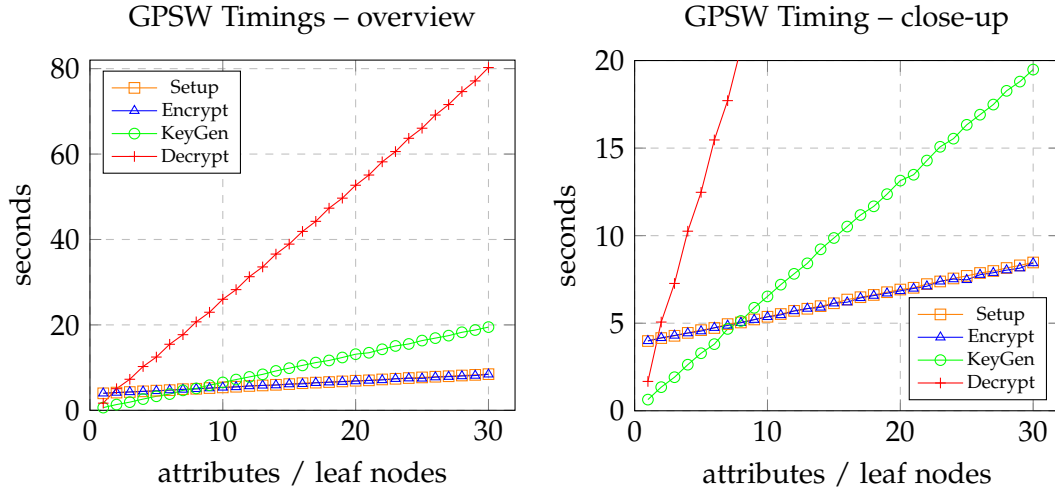 GPSW Timings – overview
80
60
40
20
0
0
10
20
30
seconds
attributes / leaf nodes
Setup
Encrypt
KeyGen
Decrypt
GPSW Timing – close-up
20
15
10
5
0
0
10
20
30
seconds
attributes / leaf nodes
Setup
Encrypt
KeyGen
Decrypt